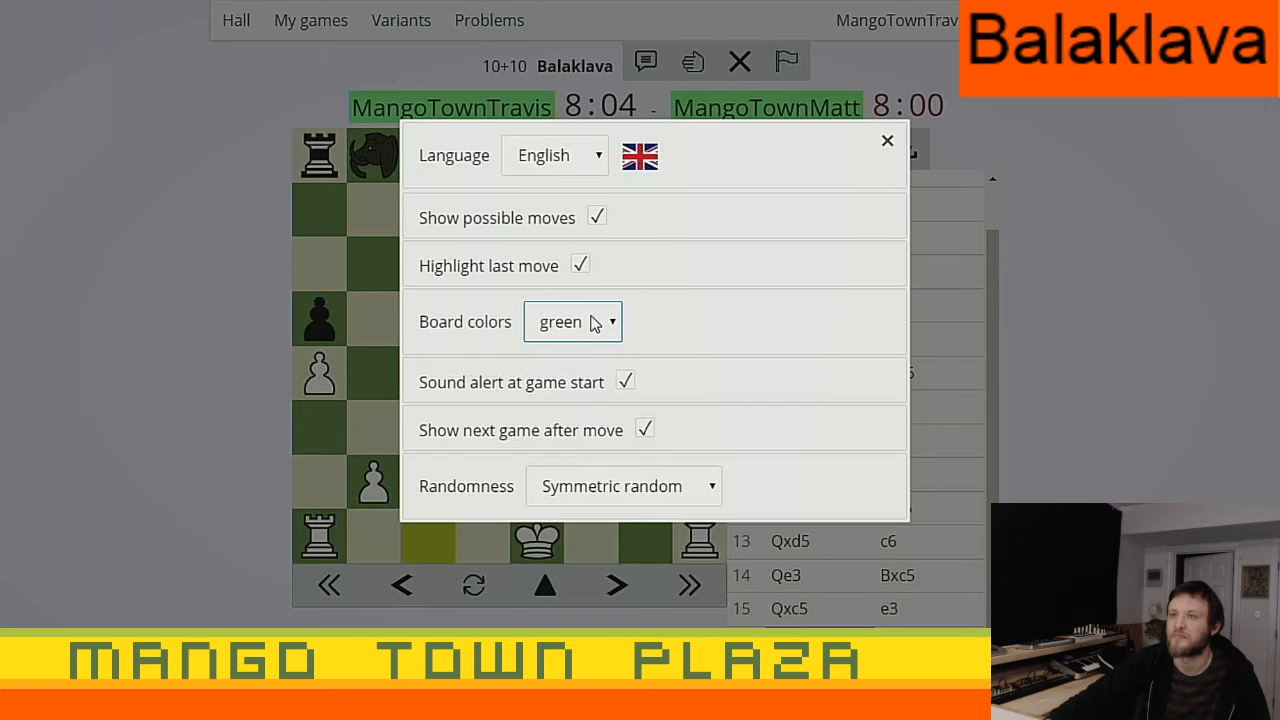 Hall My games Variants Problems MangoTownTrav
Balaklava
10+10 Balaklava
MangoTownTravis 8:04 - MangoTownMatt 8:00
Language English
Show possible moves
Highlight last move
Board colors green
Sound alert at game start
Show next game after move
Randomness Symmetric random
13 Qxd5 c6
14 Qe3 Bxc5
15 Qxc5 e3
MANGO TOWN PLAZA